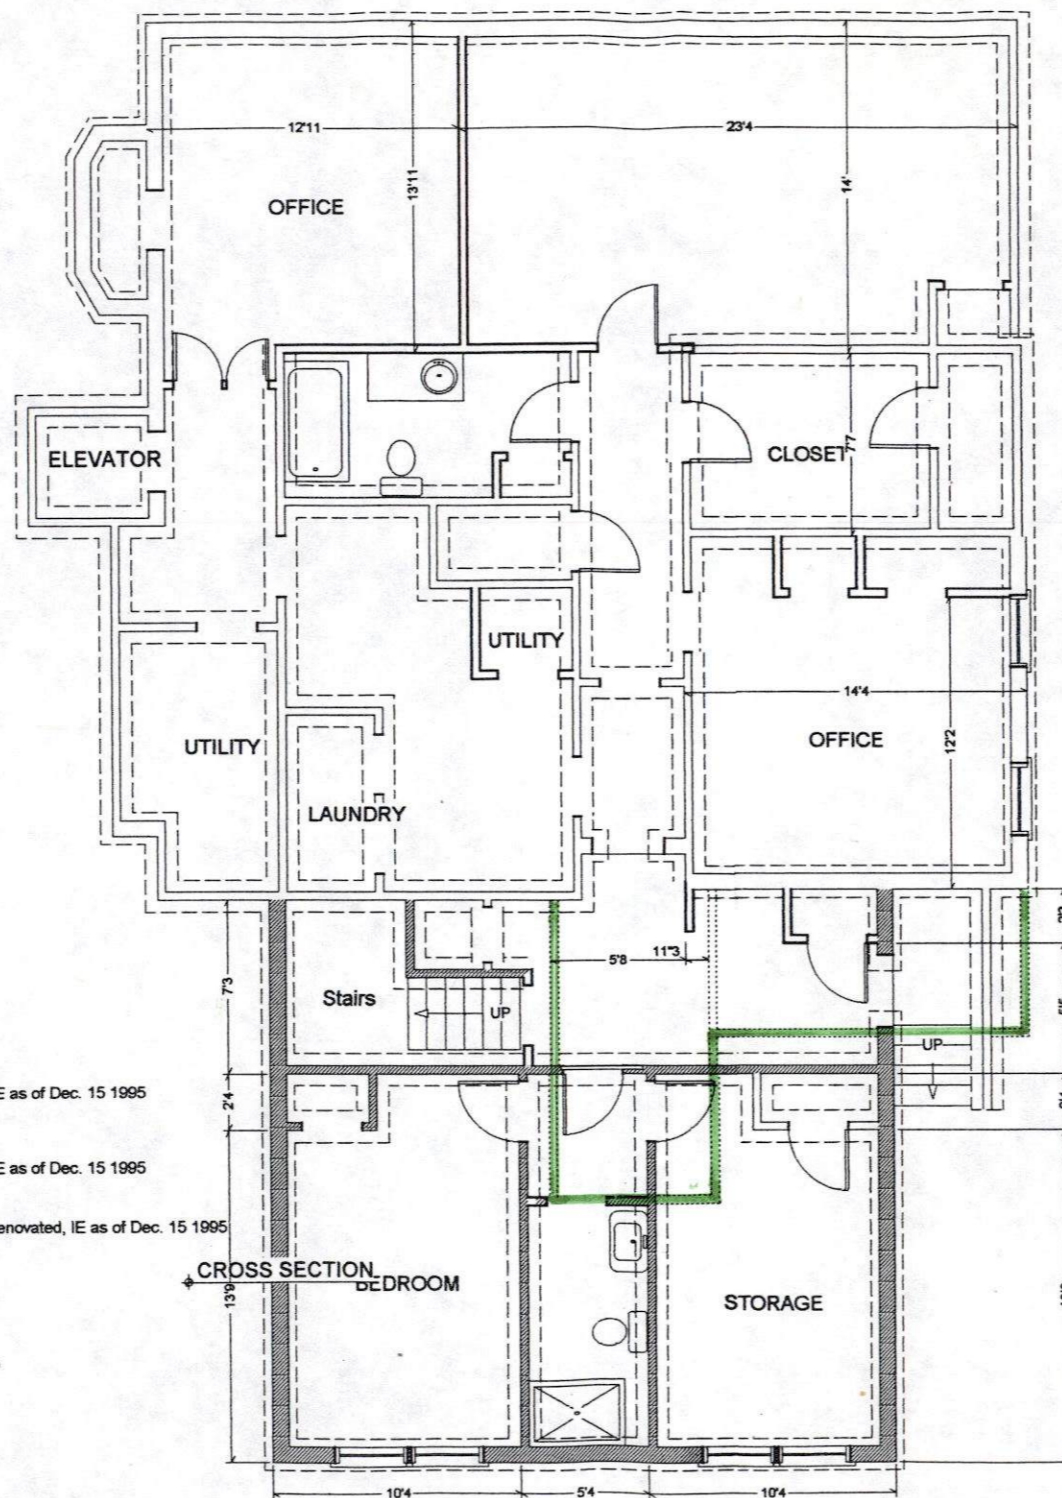 12'11
23'4
13'11
14'
OFFICE
ELEVATOR
CLOSET
7'7
UTILITY
14'4
UTILITY
OFFICE
12'2
LAUNDRY
5'8
11"3
7'3
Stairs
UP
UP
E as of Dec. 15 1995
2'4
E as of Dec. 15 1995
enovated, IE as of Dec. 15 1995
CROSS SECTION
13'9
BEDROOM
STORAGE
10'4
5'4
10'4